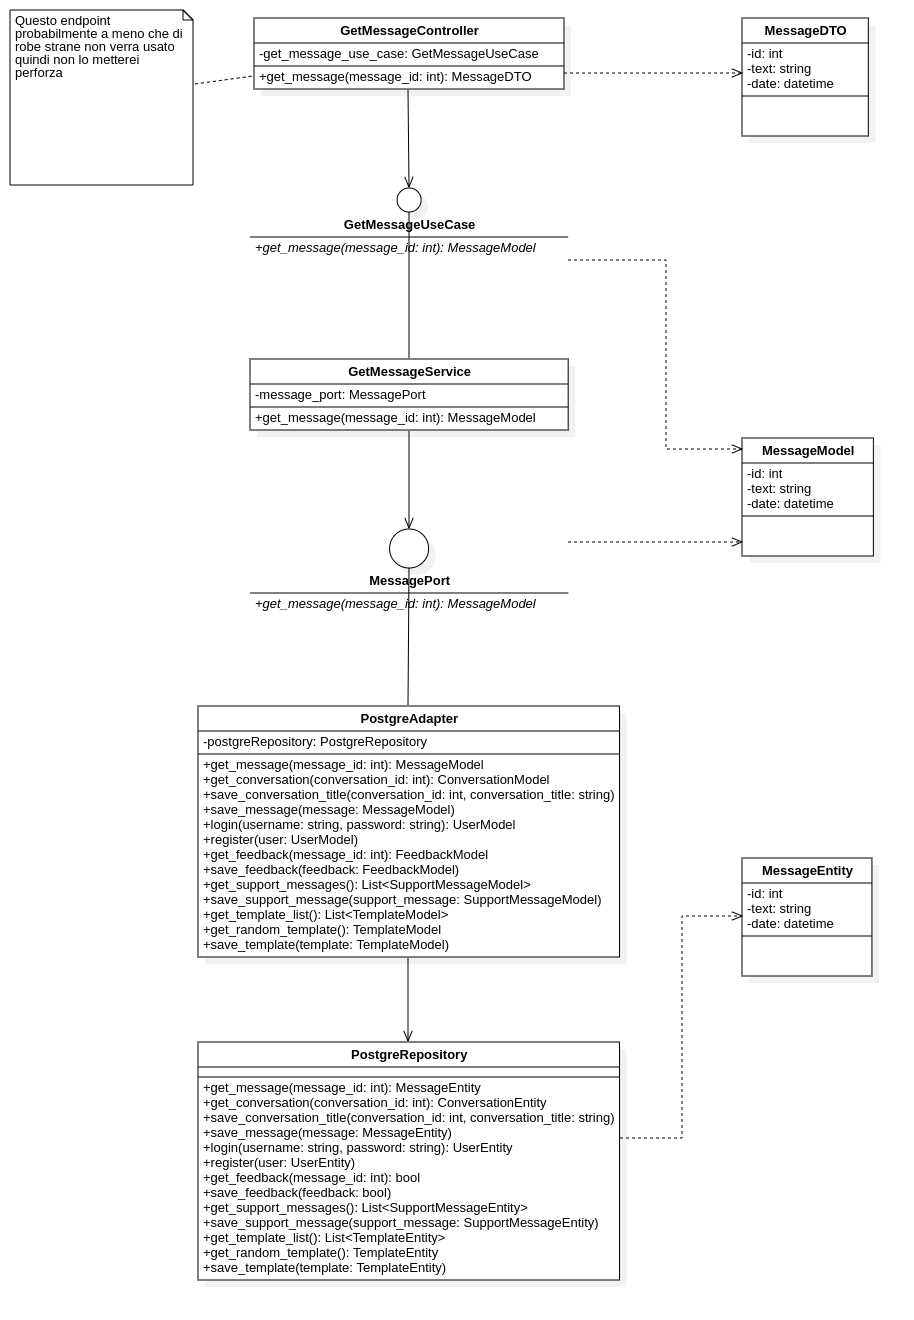 Questo endpoint
probabilmente a meno che di
robe strane non verra usato
quindi non lo metterei
perforza
GetMessageController
-get_message_use_case: GetMessageUseCase
+get_message(message_id: int): MessageDTO
MessageDTO
-id: int
-text: string
-date: datetime
GetMessageUseCase
+get_message(message_id: int): MessageModel
GetMessageService
-message_port: MessagePort
+get_message(message_id: int): MessageModel
MessageModel
-id: int
-text: string
-date: datetime
MessagePort
+get_message(message_id: int): MessageModel
PostgreAdapter
-postgreRepository: PostgreRepository
+get_message(message_id: int): MessageModel
+get_conversation(conversation_id: int): ConversationModel
+save_conversation_title(conversation_id: int, conversation_title: string)
+save_message(message: MessageModel)
+login(username: string, password: string): UserModel
+register(user: UserModel)
+get_feedback(message_id: int): FeedbackModel
+save_feedback(feedback: FeedbackModel)
+get_support_messages(): List<SupportMessageModel>
+save_support_message(support_message: SupportMessageModel)
+get_template_list(): List<TemplateModel>
+get_random_template(): TemplateModel
+save_template(template: TemplateModel)
MessageEntity
-id: int
-text: string
-date: datetime
PostgreRepository
+get_message(message_id: int): MessageEntity
+get_conversation(conversation_id: int): ConversationEntity
+save_conversation_title(conversation_id: int, conversation_title: string)
+save_message(message: MessageEntity)
+login(username: string, password: string): UserEntity
+register(user: UserEntity)
+get_feedback(message_id: int): bool
+save_feedback(feedback: bool)
+get_support_messages(): List<SupportMessageEntity>
+save_support_message(support_message: SupportMessageEntity)
+get_template_list(): List<TemplateEntity>
+get_random_template(): TemplateEntity
+save_template(template: TemplateEntity)